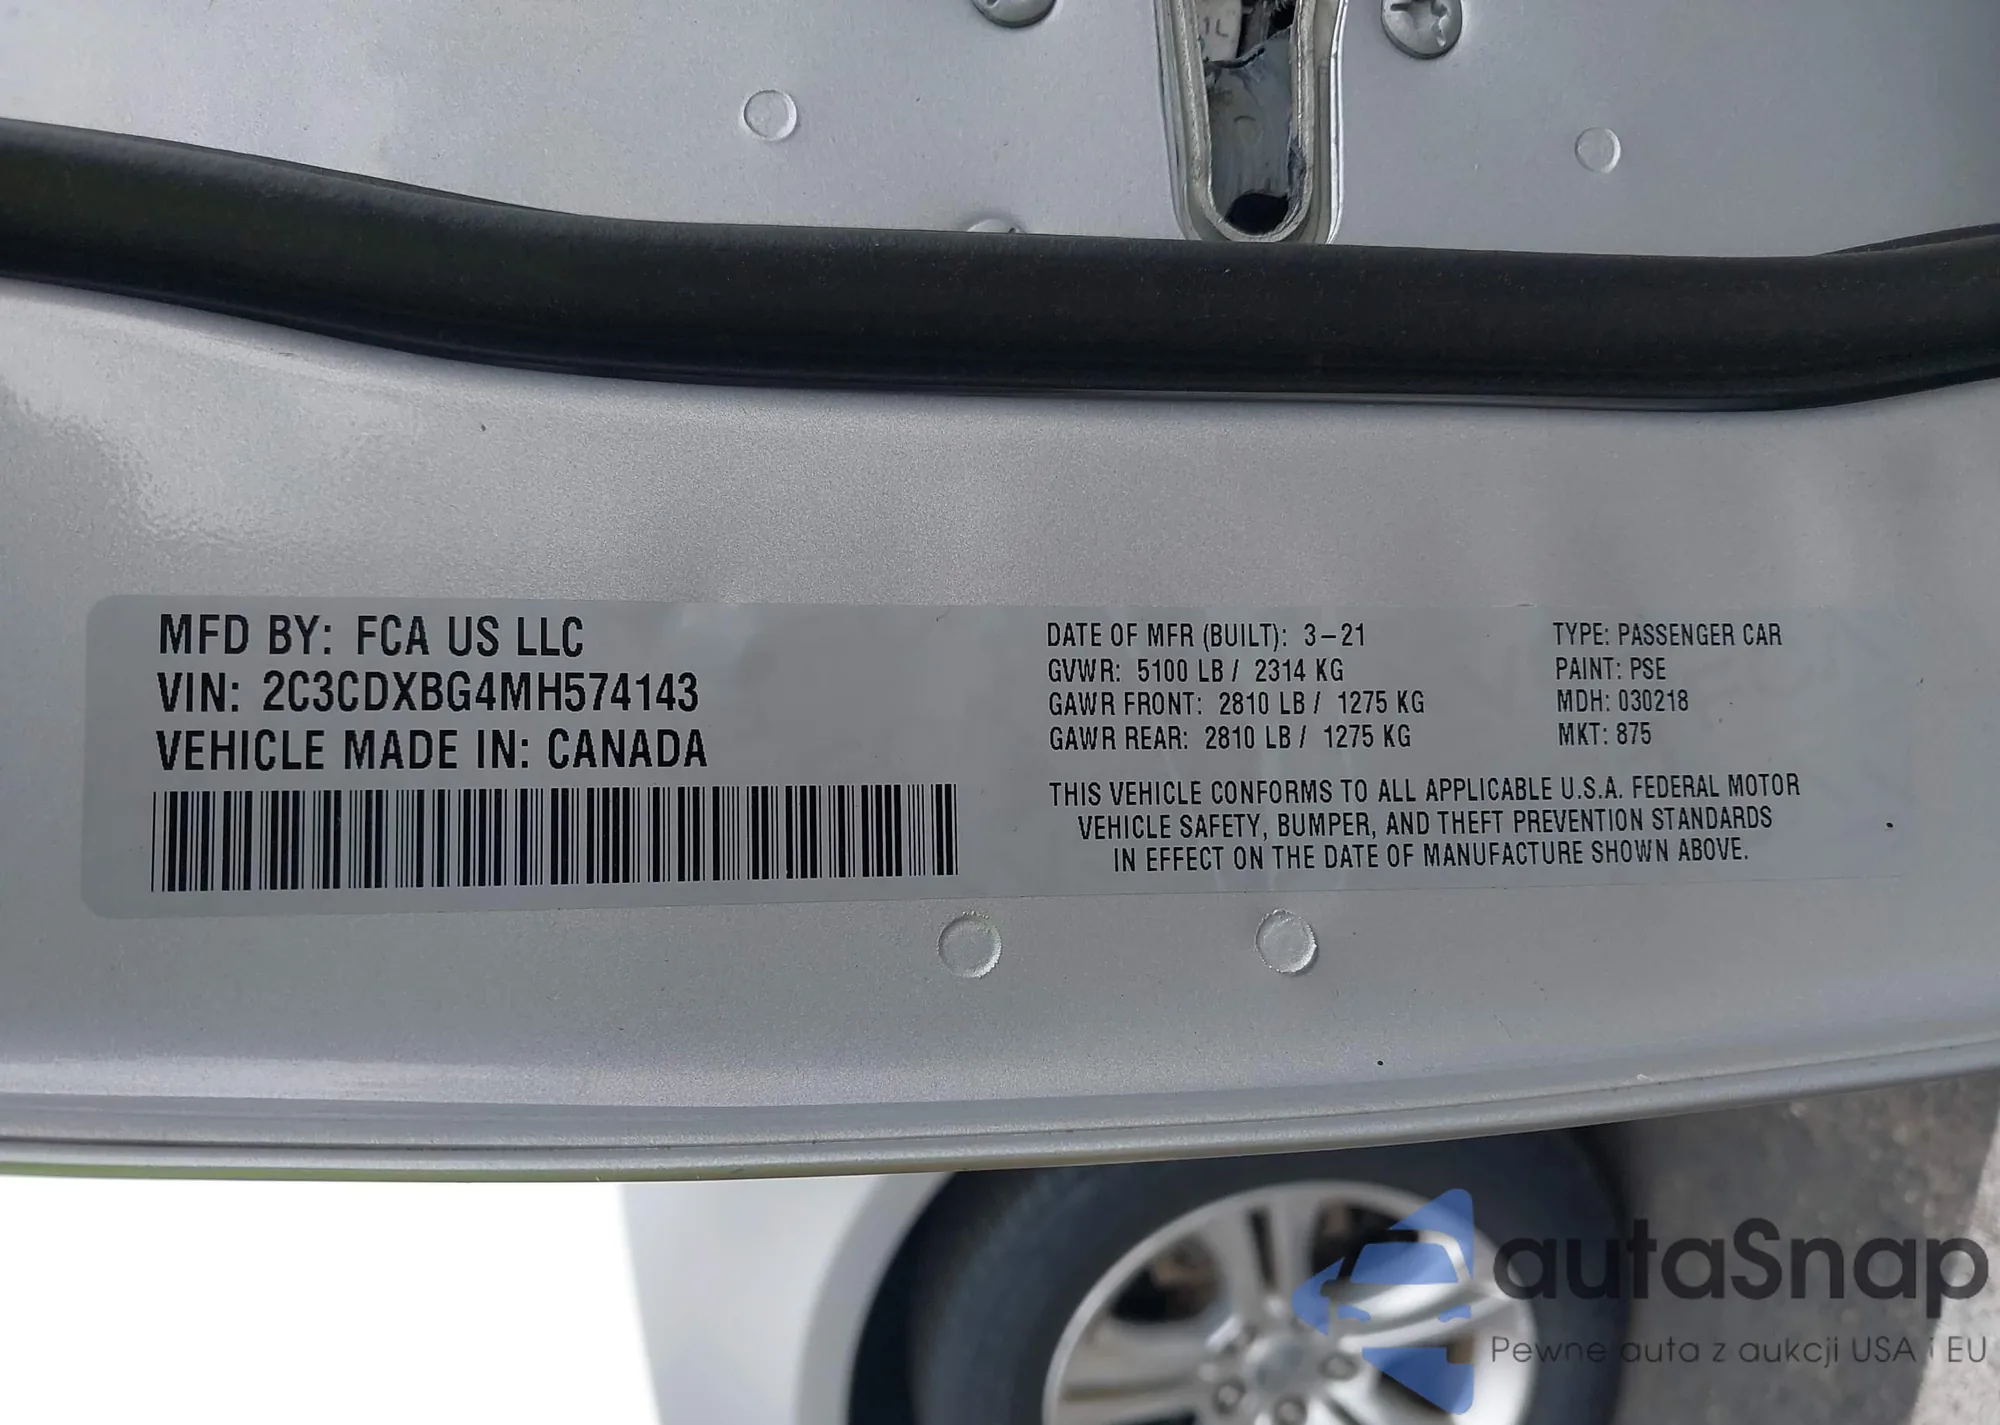 MFD BY: FCA US LLC
VIN: 2C3CDXBG4MH574143
VEHICLE MADE IN: CANADA
DATE OF MFR (BUILT): 3-21
GVWR: 5100 LB / 2314 KG
GAWR FRONT: 2810 LB / 1275 KG
GAWR REAR: 2810 LB / 1275 KG
TYPE: PASSENGER CAR
PAINT: PSE
MDH: 030218
MKT: 875
THIS VEHICLE CONFORMS TO ALL APPLICABLE U.S.A. FEDERAL MOTOR
VEHICLE SAFETY, BUMPER, AND THEFT PREVENTION STANDARDS
IN EFFECT ON THE DATE OF MANUFACTURE SHOWN ABOVE.
autaSnap
Pewne auta z aukcji USA i EU